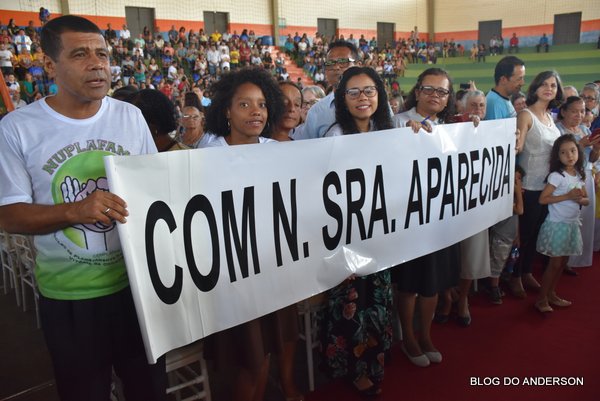 NUPLAFAM
COM N. SRA. APARECIDA
BLOG DO ANDERSON